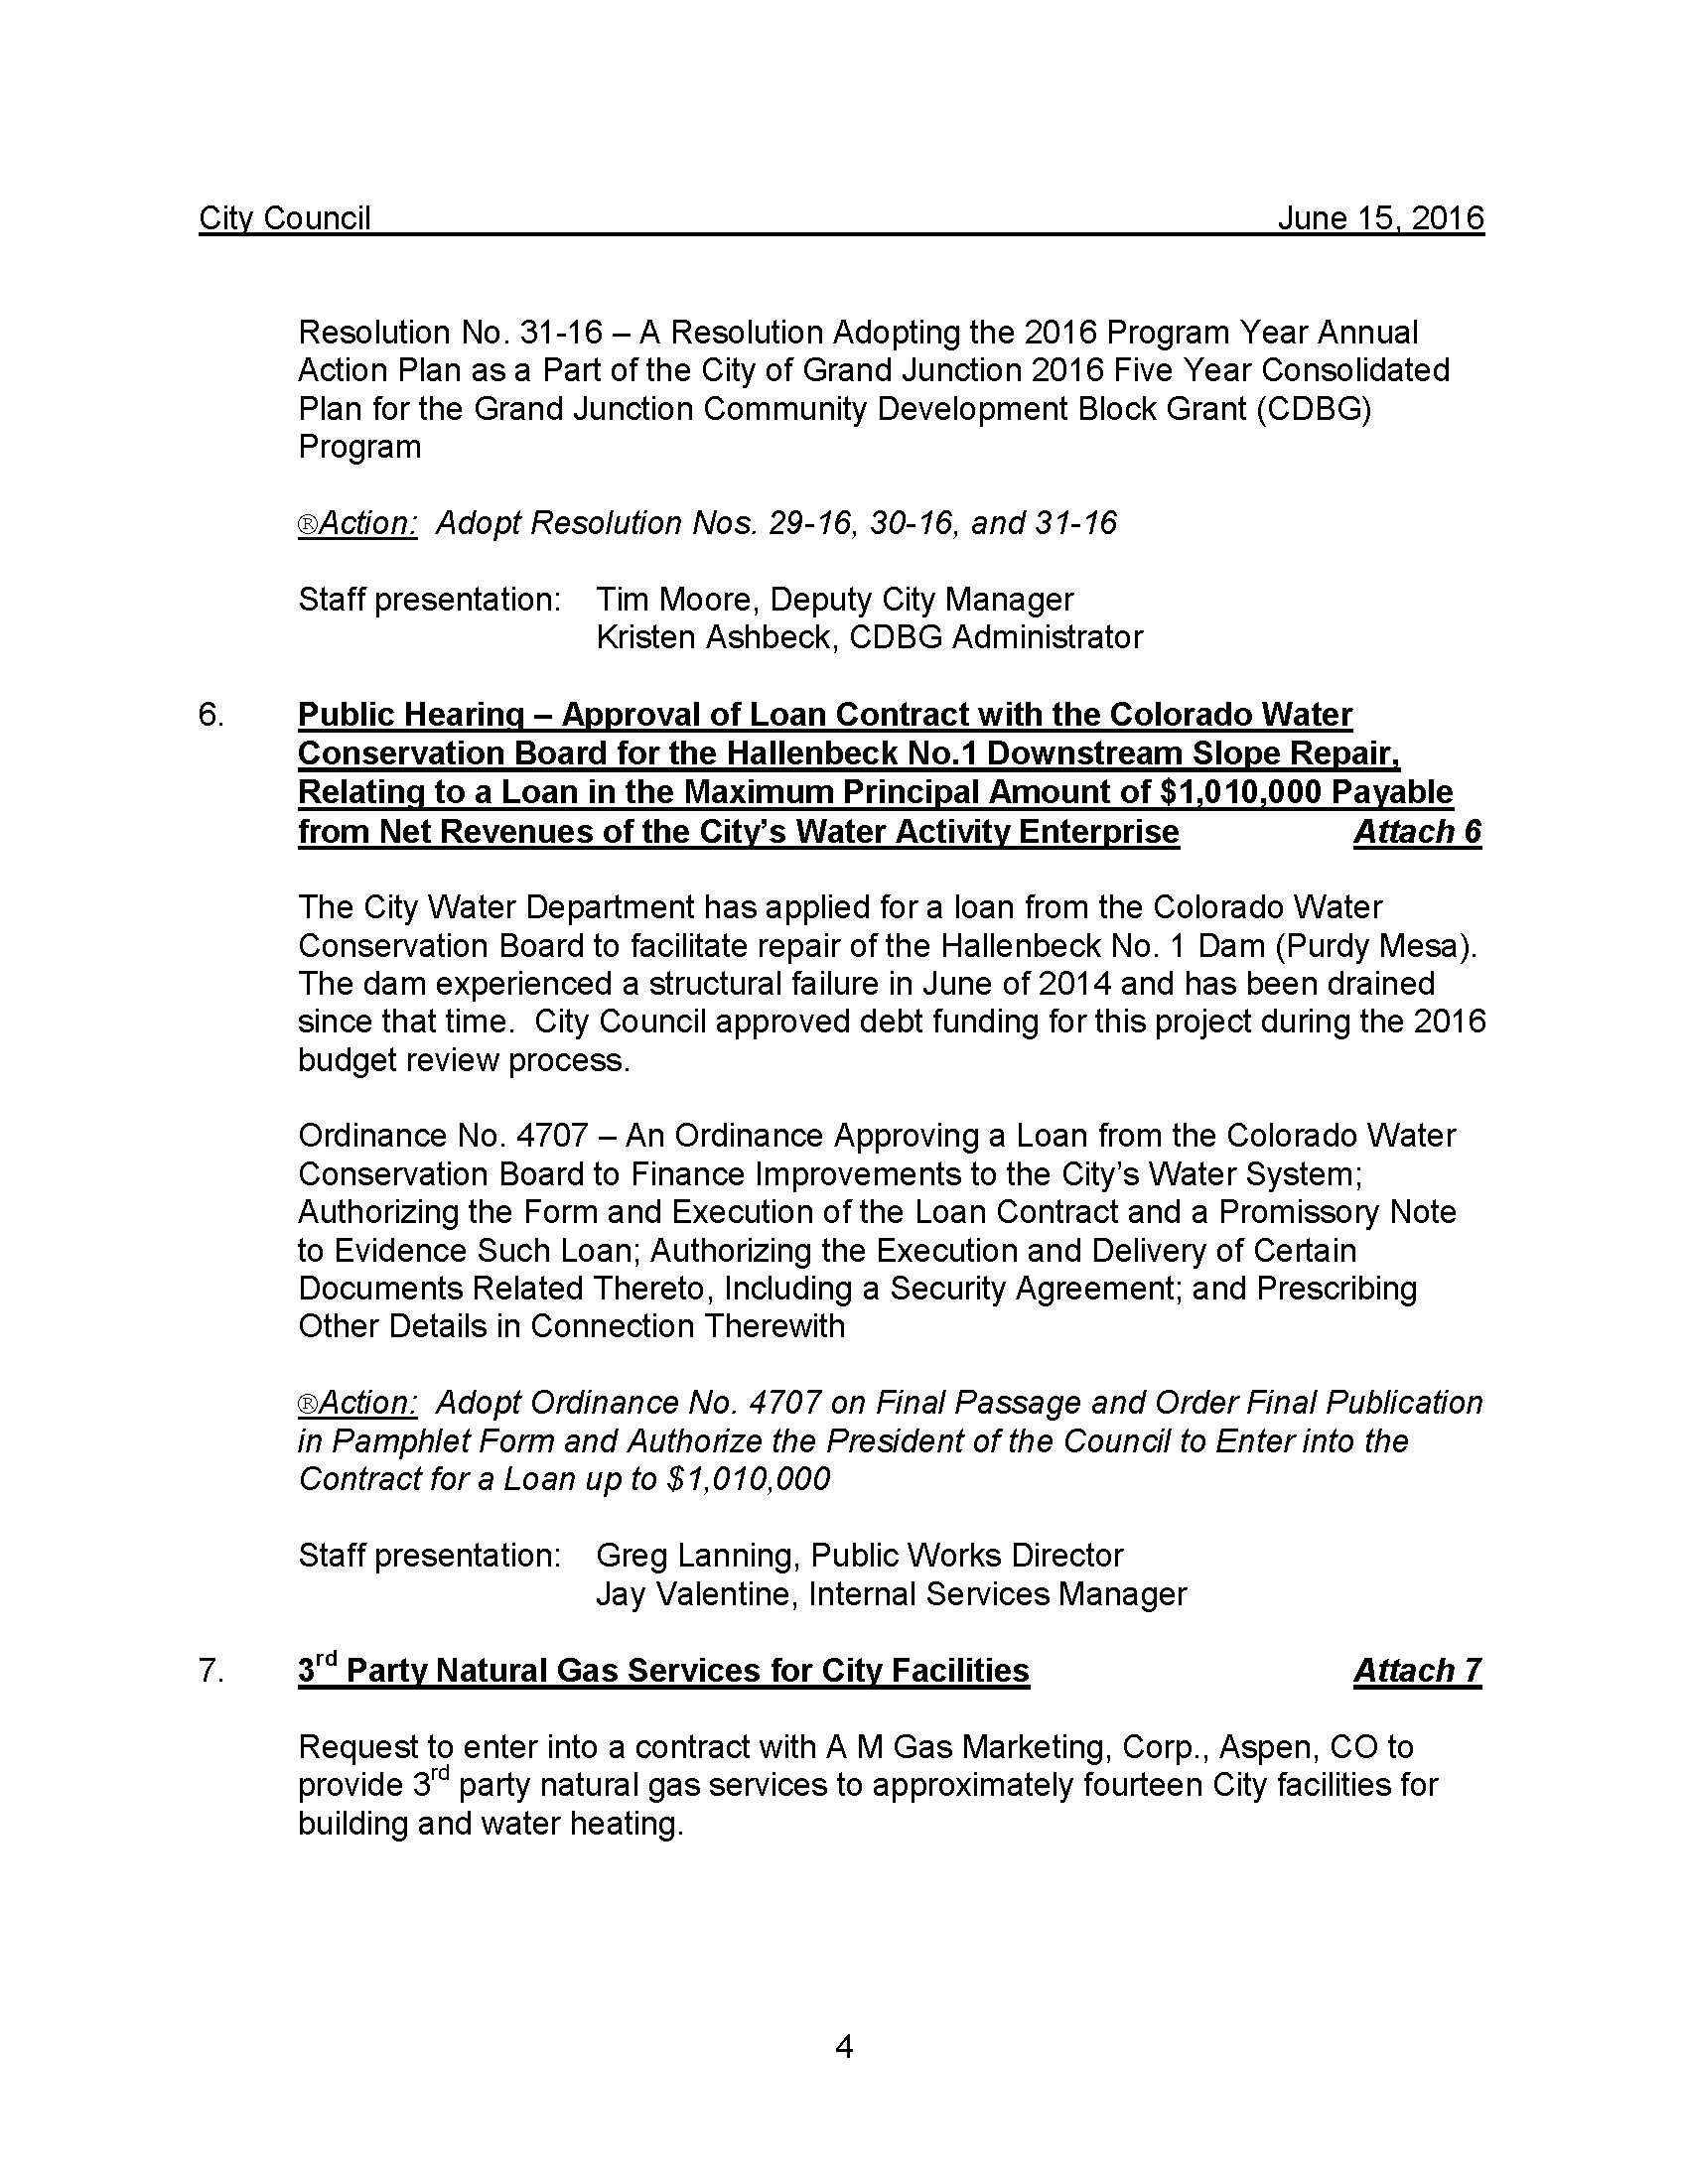 City Council June 15, 2016
Resolution No. 31-16 – A Resolution Adopting the 2016 Program Year Annual
Action Plan as a Part of the City of Grand Junction 2016 Five Year Consolidated
Plan for the Grand Junction Community Development Block Grant (CDBG)
Program
®Action: Adopt Resolution Nos. 29-16, 30-16, and 31-16
Staff presentation: Tim Moore, Deputy City Manager
Kristen Ashbeck, CDBG Administrator
6. Public Hearing – Approval of Loan Contract with the Colorado Water
Conservation Board for the Hallenbeck No.1 Downstream Slope Repair,
Relating to a Loan in the Maximum Principal Amount of $1,010,000 Payable
from Net Revenues of the City’s Water Activity Enterprise Attach 6
The City Water Department has applied for a loan from the Colorado Water
Conservation Board to facilitate repair of the Hallenbeck No. 1 Dam (Purdy Mesa).
The dam experienced a structural failure in June of 2014 and has been drained
since that time. City Council approved debt funding for this project during the 2016
budget review process.
Ordinance No. 4707 – An Ordinance Approving a Loan from the Colorado Water
Conservation Board to Finance Improvements to the City’s Water System;
Authorizing the Form and Execution of the Loan Contract and a Promissory Note
to Evidence Such Loan; Authorizing the Execution and Delivery of Certain
Documents Related Thereto, Including a Security Agreement; and Prescribing
Other Details in Connection Therewith
®Action: Adopt Ordinance No. 4707 on Final Passage and Order Final Publication
in Pamphlet Form and Authorize the President of the Council to Enter into the
Contract for a Loan up to $1,010,000
Staff presentation: Greg Lanning, Public Works Director
Jay Valentine, Internal Services Manager
7. 3rd Party Natural Gas Services for City Facilities Attach 7
Request to enter into a contract with A M Gas Marketing, Corp., Aspen, CO to
provide 3rd party natural gas services to approximately fourteen City facilities for
building and water heating.
4